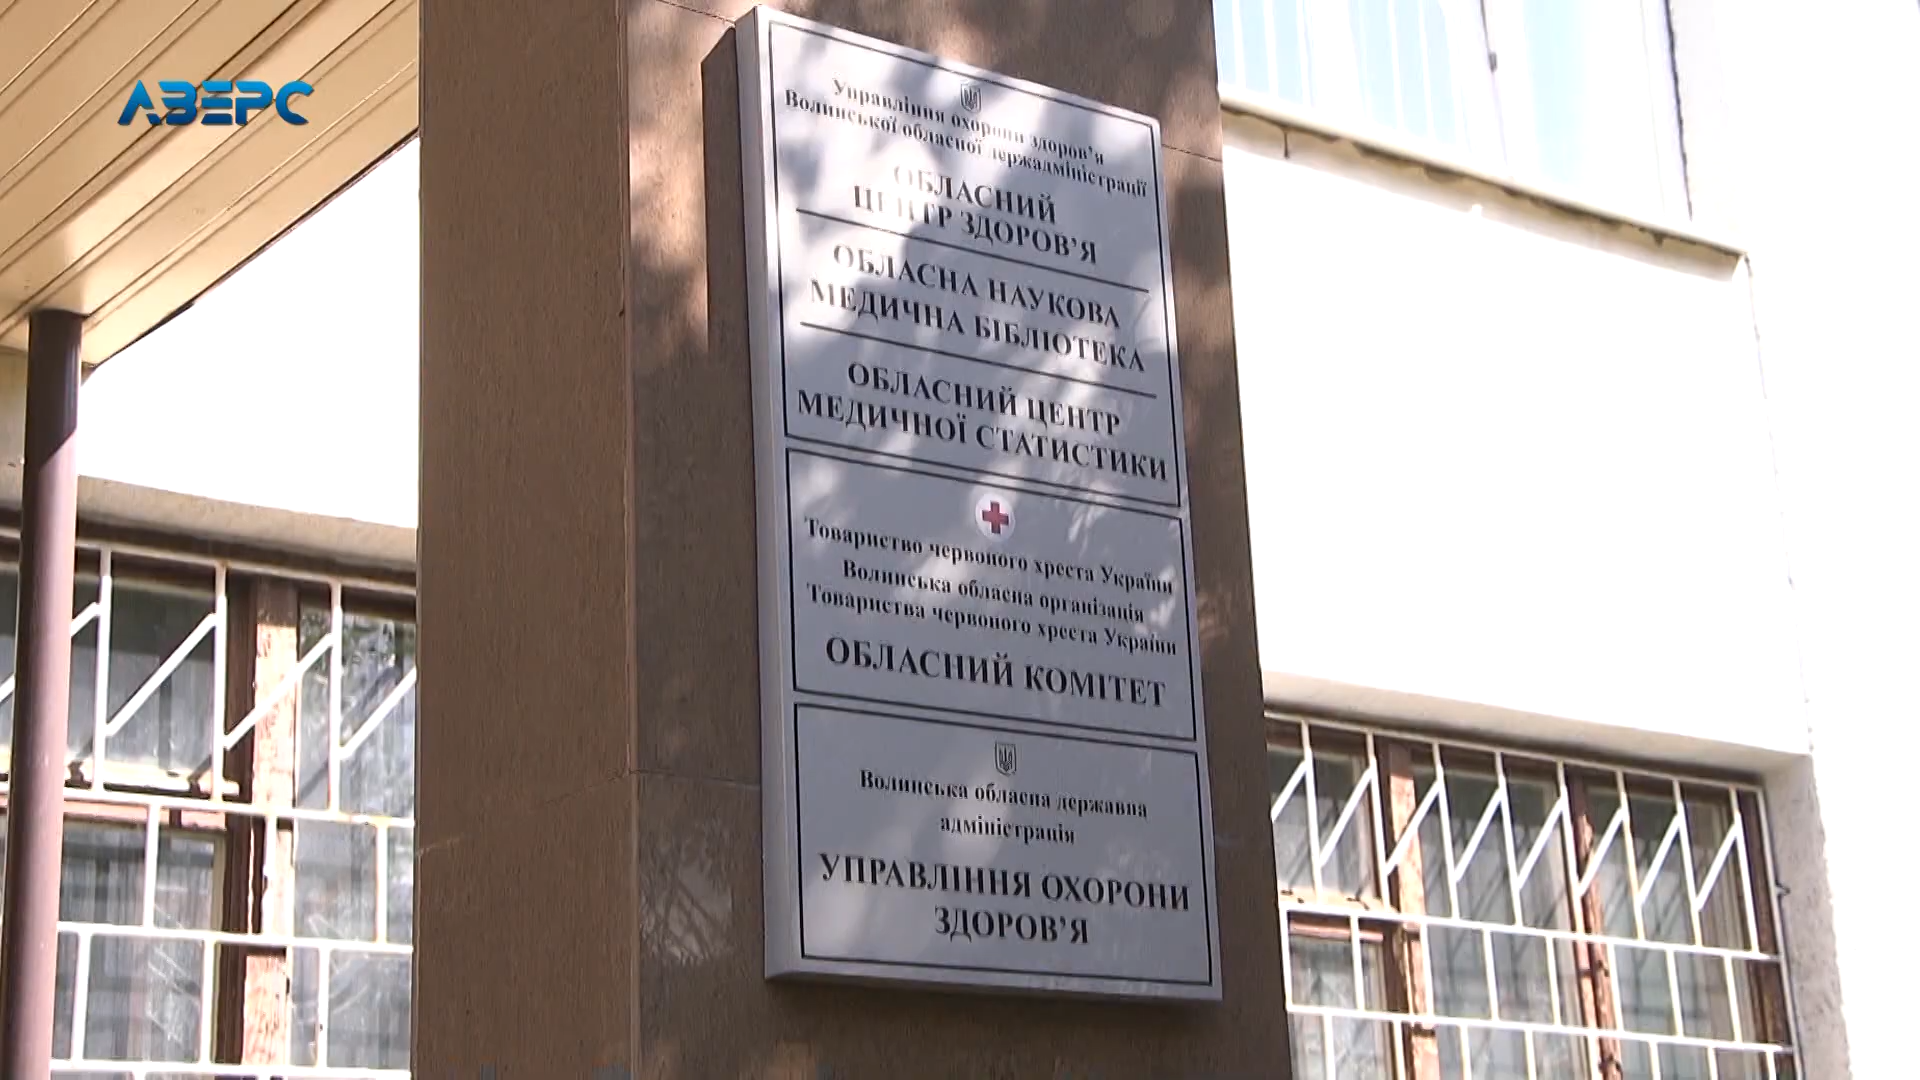 АВЕРС
Управління охорони здоров'я
Волинської обласної держадміністрації
ОБЛАСНИЙ
ЦЕНТР ЗДОРОВ'Я
ОБЛАСНА НАУКОВА
МЕДИЧНА БІБЛІОТЕКА
ОБЛАСНИЙ ЦЕНТР
МЕДИЧНОЇ СТАТИСТИКИ
Товариство червоного хреста України
Волинська обласна організація
Товариства червоного хреста України
ОБЛАСНИЙ КОМІТЕТ
Волинська обласна державна
адміністрація
УПРАВЛІННЯ ОХОРОНИ
ЗДОРОВ'Я